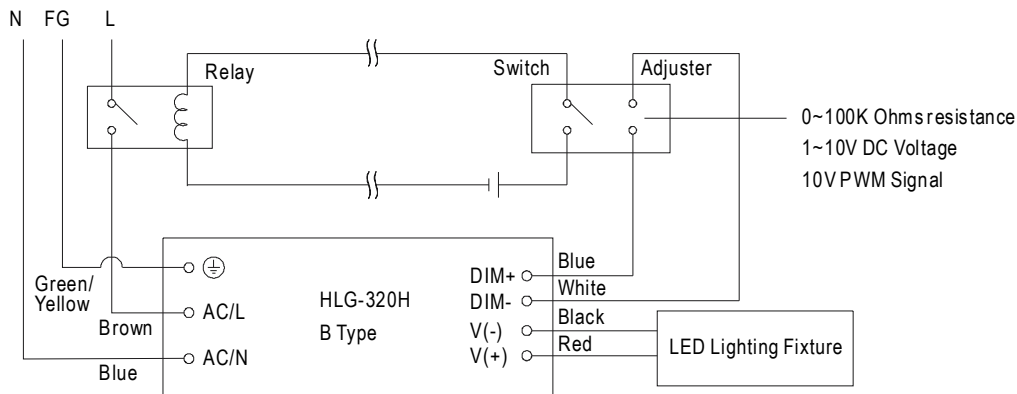 N FG L
Relay
Switch
Adjuster
0~100K Ohms resistance
1~10V DC Voltage
10V PWM Signal
Green/
Yellow
Brown
Blue
AC/L
AC/N
HLG-320H
B Type
DIM+
DIM-
V(-)
V(+)
Blue
White
Black
Red
LED Lighting Fixture